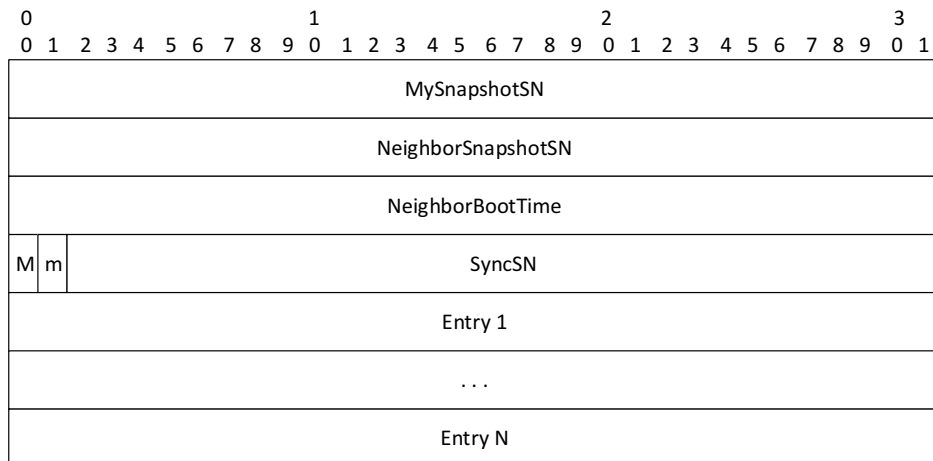 0 1 2 3
0 1 2 3 4 5 6 7 8 9 0 1 2 3 4 5 6 7 8 9 0 1 2 3 4 5 6 7 8 9 0 1
MySnapshotSN
NeighborSnapshotSN
NeighborBootTime
M m SyncSN
Entry 1
. . .
Entry N